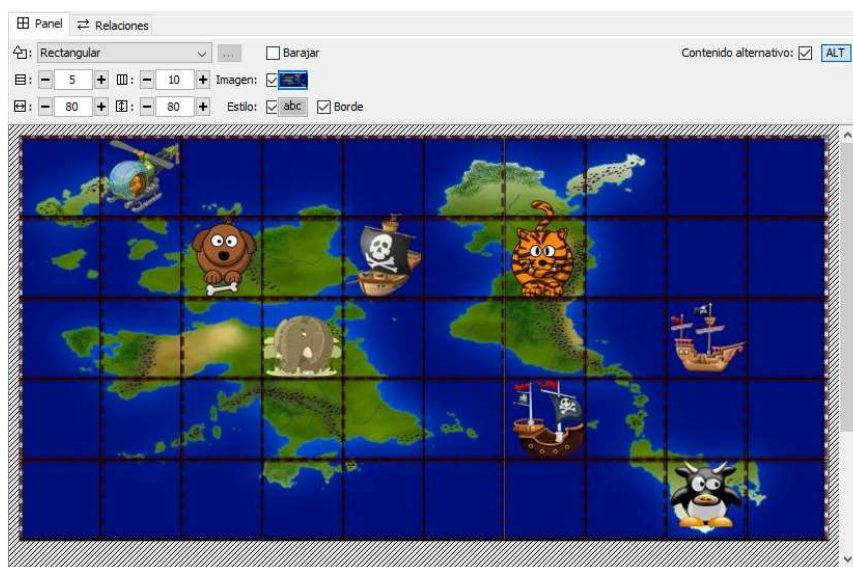 Panel Relaciones
Rectangular ... Barajar Contenido alternativo: ALT
5 10 Imagen:
80 80 Estilo: abc Borde